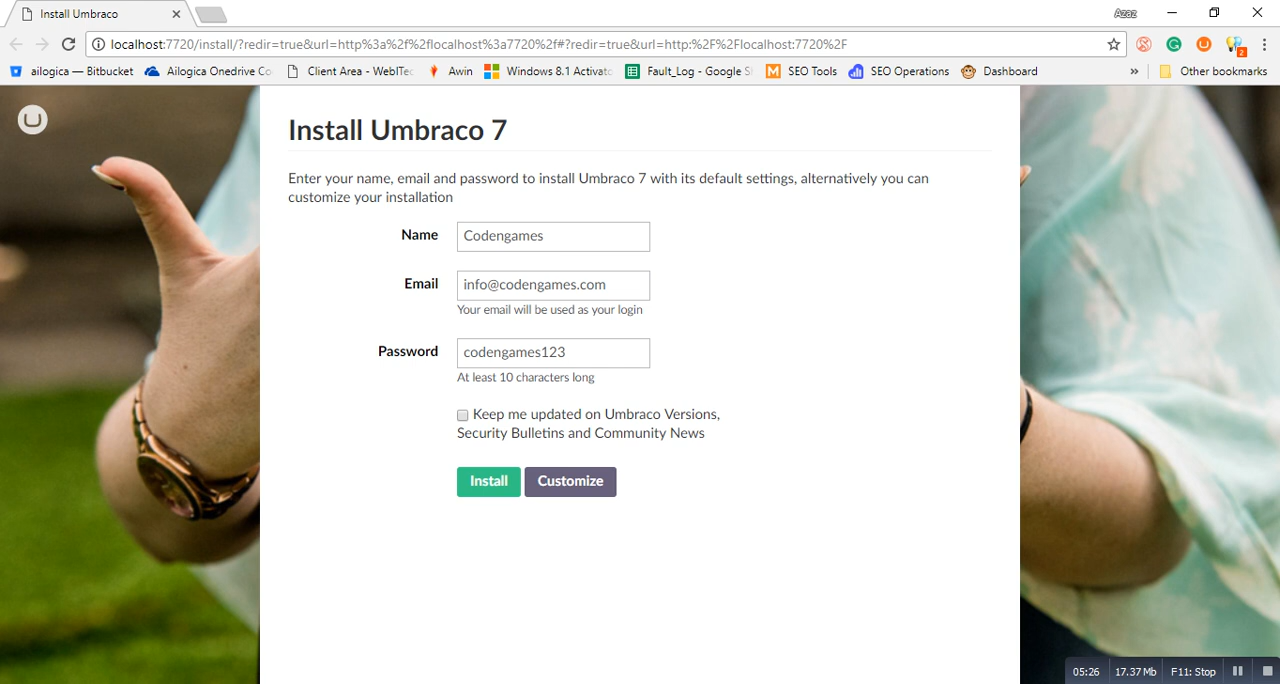 Install Umbraco
Azaz
localhost:7720/install/?redir=true&url=http%3a%2f%2flocalhost%3a7720%2f#?redir=true&url=http:%2F%2Flocalhost:7720%2F
2
ailogica — Bitbucket Ailogica Onedrive Co Client Area - WebITec Awin Windows 8.1 Activato Fault_Log - Google S SEO Tools SEO Operations Dashboard » Other bookmarks
Install Umbraco 7
Enter your name, email and password to install Umbraco 7 with its default settings, alternatively you can
customize your installation
Name Codengames
Email info@codengames.com
Your email will be used as your login
Password codengames123
At least 10 characters long
Keep me updated on Umbraco Versions,
Security Bulletins and Community News
Install Customize
05:26 17.37 Mb F11: Stop